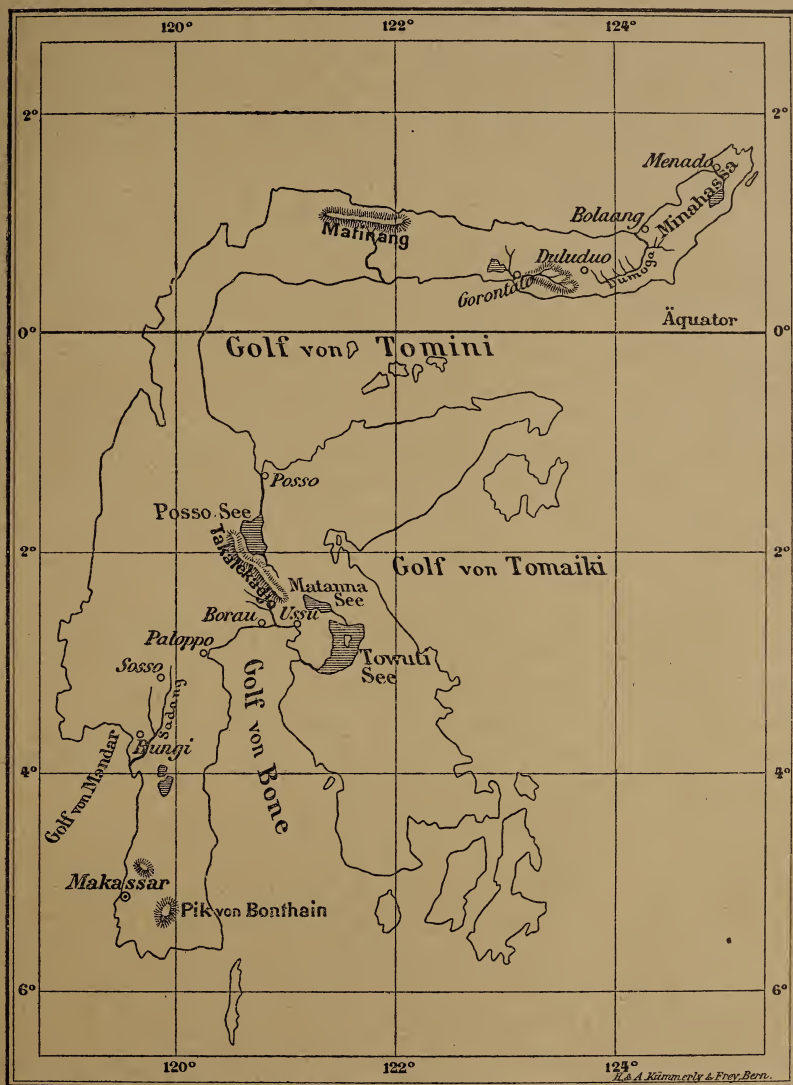 120° 122° 124°
2° 2°
Menado
Minahassa
Bolaang
Matinang
Duluduo
Dumoga
Gorontalo
Äquator
0° 0°
Golf von Tomini
Posso
Posso See
Takalekadjo
2° 2°
Golf von Tomaiki
Matanna
See
Borau
Ussu
Paloppo
Towuti
See
Sosso
Sadang
Golf von Bone
Bungi
Golf von Mandar
4° 4°
Makassar
Pik von Bonthain
6° 6°
120° 122° 124°
H. & A. Kümmerly & Frey, Bern.